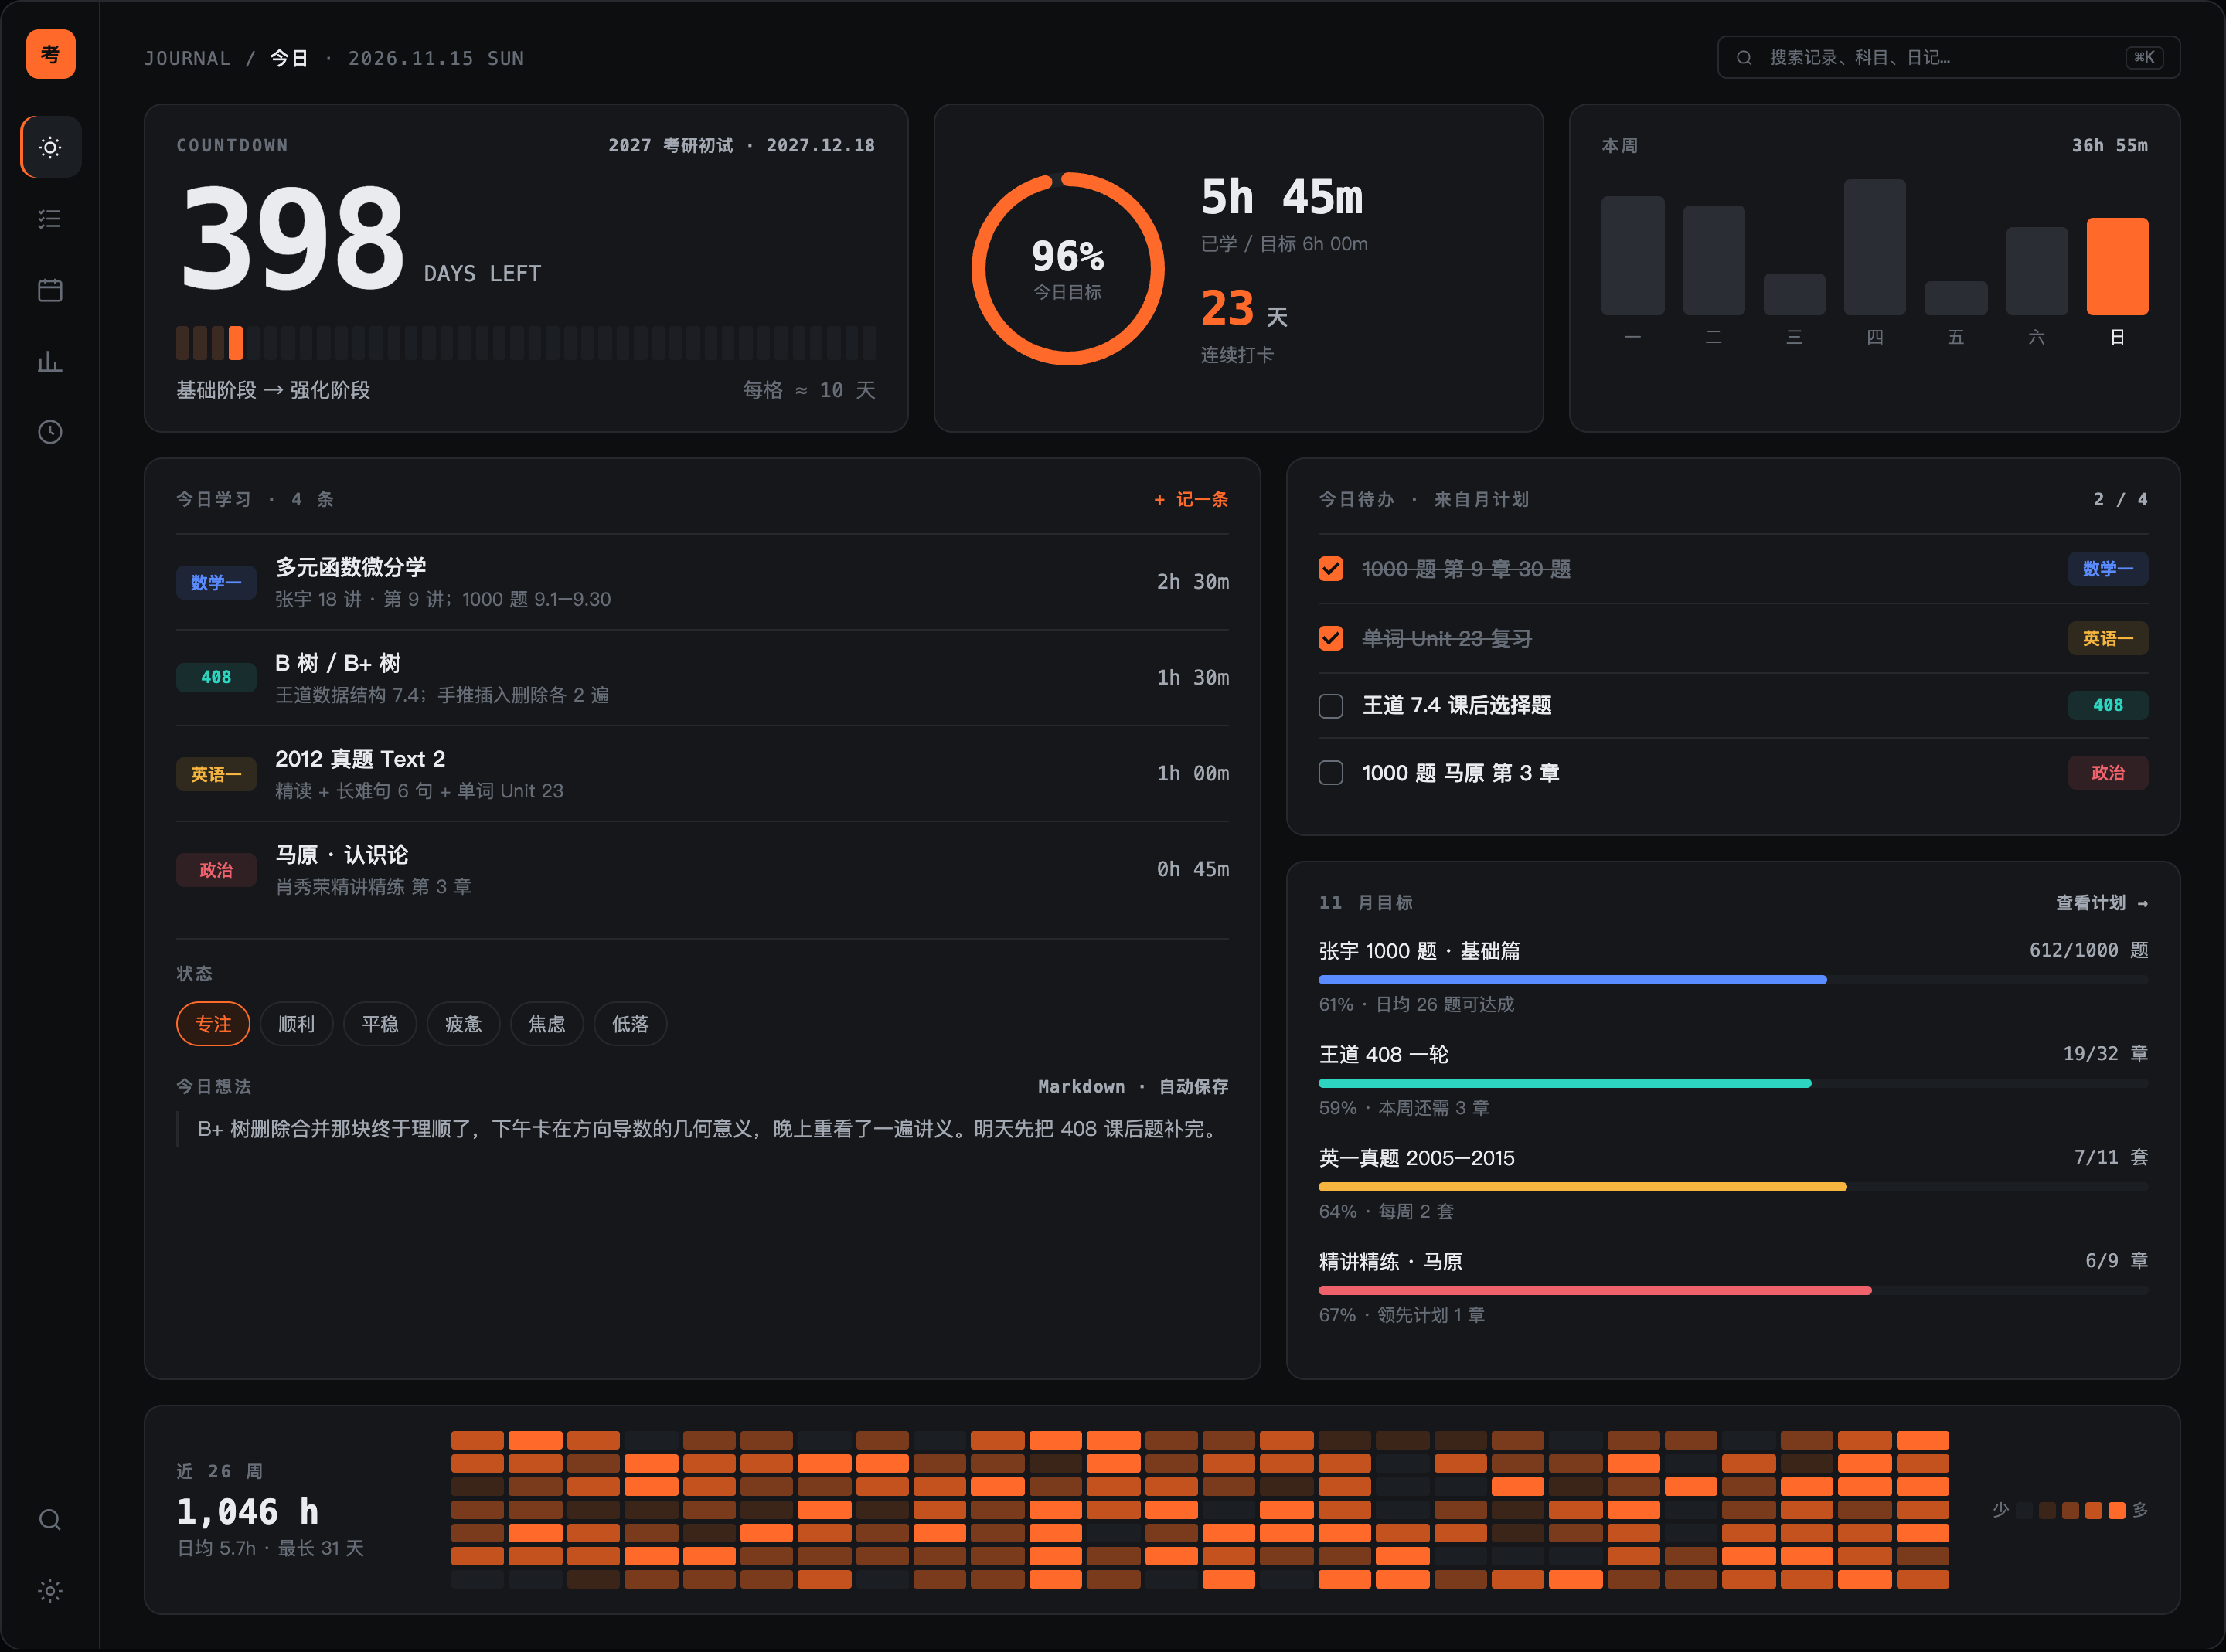 考
JOURNAL / 今日 · 2026.11.15 SUN
搜索记录、科目、日记… ⌘K
COUNTDOWN 2027 考研初试 · 2027.12.18
398 DAYS LEFT
基础阶段 → 强化阶段 每格 ≈ 10 天
96%
今日目标
5h 45m
已学 / 目标 6h 00m
23 天
连续打卡
本周 36h 55m
一 二 三 四 五 六 日
今日学习 · 4 条 + 记一条
数学一 多元函数微分学 2h 30m
张宇 18 讲 · 第 9 讲；1000 题 9.1—9.30
408 B 树 / B+ 树 1h 30m
王道数据结构 7.4；手推插入删除各 2 遍
英语一 2012 真题 Text 2 1h 00m
精读 + 长难句 6 句 + 单词 Unit 23
政治 马原 · 认识论 0h 45m
肖秀荣精讲精练 第 3 章
状态
专注 顺利 平稳 疲惫 焦虑 低落
今日想法 Markdown · 自动保存
B+ 树删除合并那块终于理顺了，下午卡在方向导数的几何意义，晚上重看了一遍讲义。明天先把 408 课后题补完。
今日待办 · 来自月计划 2 / 4
1000 题 第 9 章 30 题 数学一
单词 Unit 23 复习 英语一
王道 7.4 课后选择题 408
1000 题 马原 第 3 章 政治
11 月目标 查看计划 →
张宇 1000 题 · 基础篇 612/1000 题
61% · 日均 26 题可达成
王道 408 一轮 19/32 章
59% · 本周还需 3 章
英一真题 2005—2015 7/11 套
64% · 每周 2 套
精讲精练 · 马原 6/9 章
67% · 领先计划 1 章
近 26 周
1,046 h
日均 5.7h · 最长 31 天
少 多